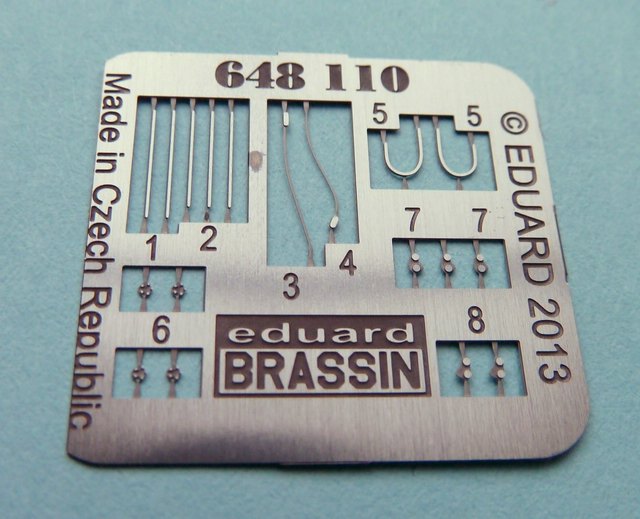 648 110
Made in Czech Republic
© EDUARD 2013
5 5
1 2
3 4
7 7
6
8
eduard
BRASSIN